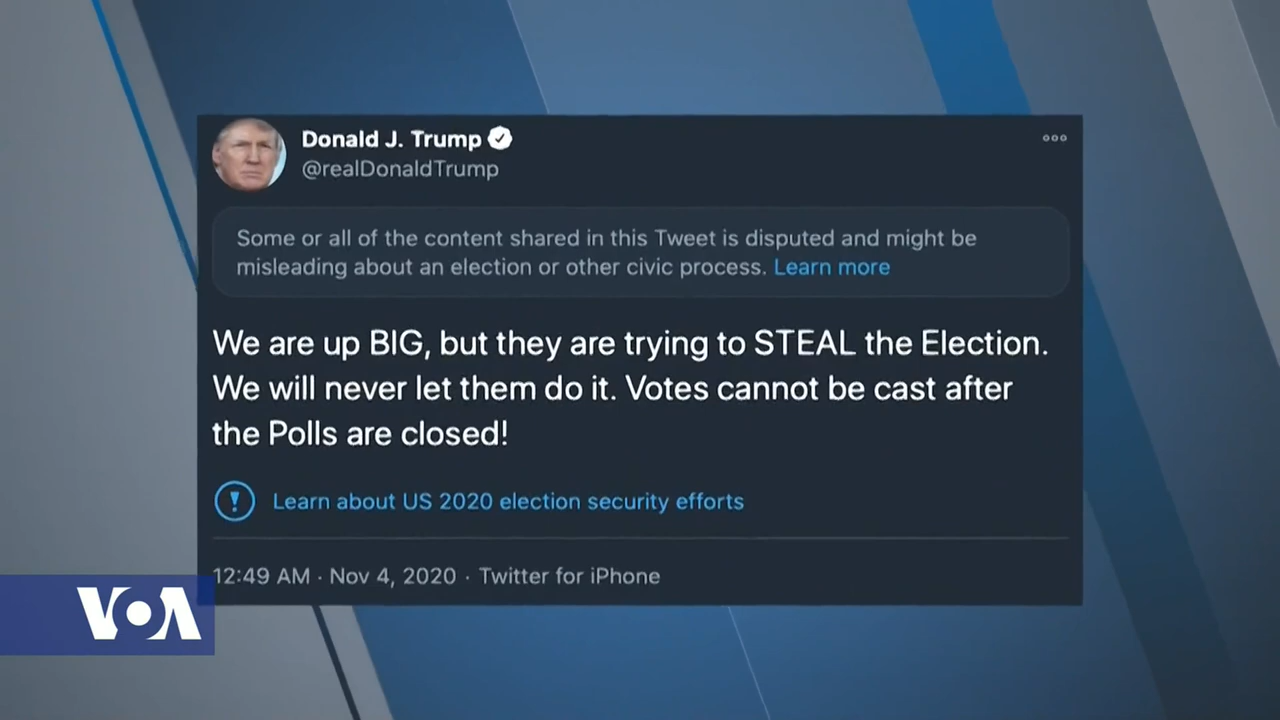 Donald J. Trump
@realDonaldTrump
Some or all of the content shared in this Tweet is disputed and might be
misleading about an election or other civic process. Learn more
We are up BIG, but they are trying to STEAL the Election.
We will never let them do it. Votes cannot be cast after
the Polls are closed!
Learn about US 2020 election security efforts
12:49 AM · Nov 4, 2020 · Twitter for iPhone
VOA